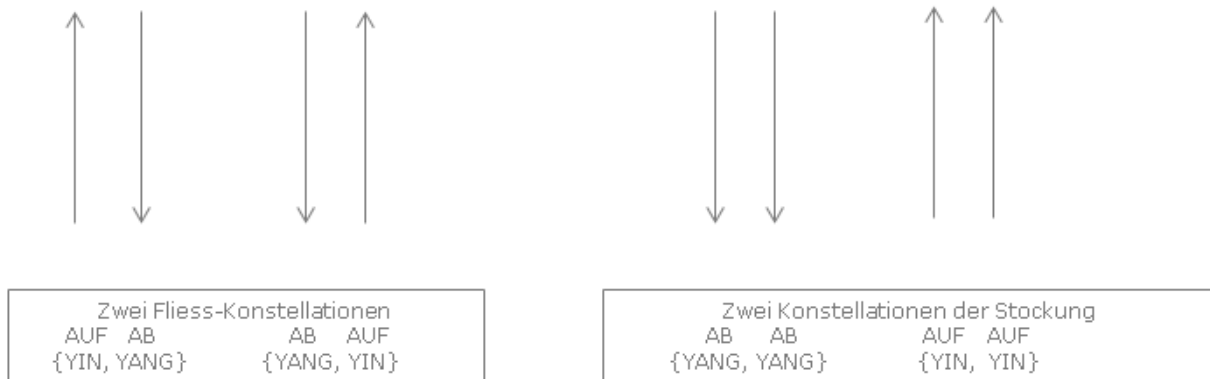 Zwei Fliess-Konstellationen
AUF AB AB AUF
{YIN, YANG} {YANG, YIN}
Zwei Konstellationen der Stockung
AB AB AUF AUF
{YANG, YANG} {YIN, YIN}